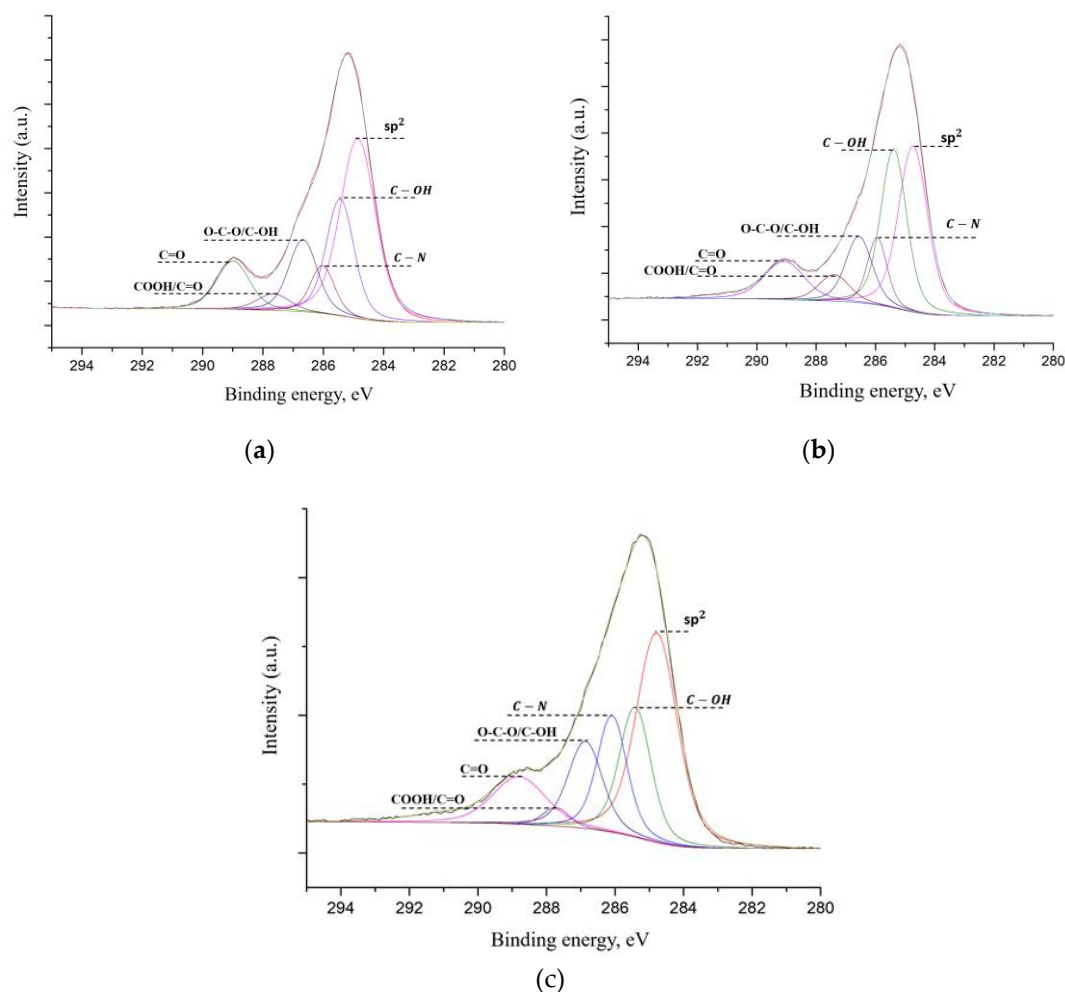 Intensity (a.u.)
sp²
C – OH
O-C-O/C-OH
C=O
C – N
COOH/C=O
294 292 290 288 286 284 282 280
Binding energy, eV
(a)
Intensity (a.u.)
C – OH
sp²
O-C-O/C-OH
C – N
C=O
COOH/C=O
294 292 290 288 286 284 282 280
Binding energy, eV
(b)
Intensity (a.u.)
sp²
C – N
C – OH
O-C-O/C-OH
C=O
COOH/C=O
294 292 290 288 286 284 282 280
Binding energy, eV
(c)